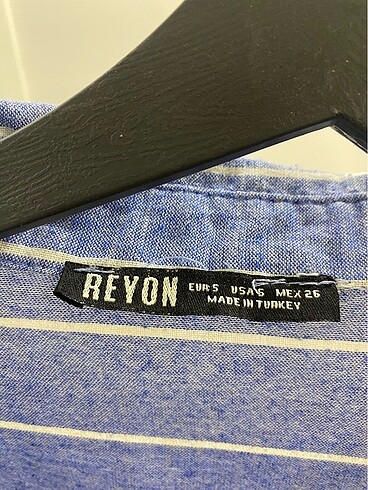 REYON EUR S USA S MEX 26
MADE IN TURKEY